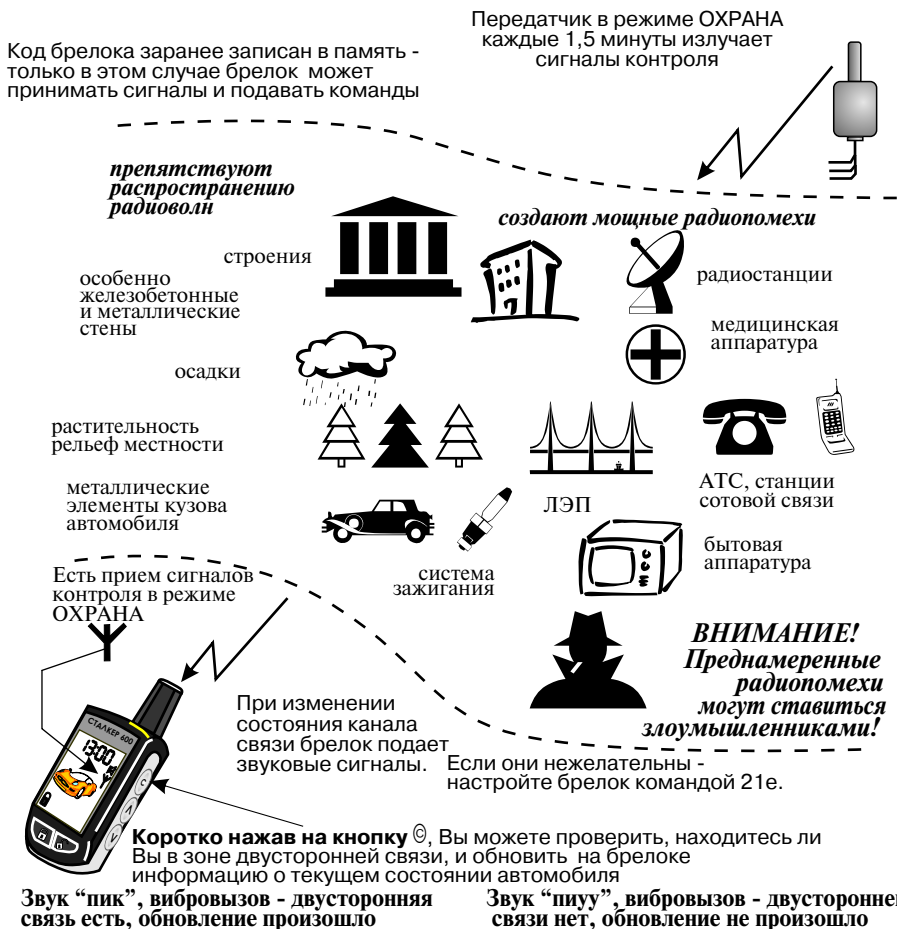 Код брелока заранее записан в память -
только в этом случае брелок может
принимать сигналы и подавать команды
Передатчик в режиме ОХРАНА
каждые 1,5 минуты излучает
сигналы контроля
препятствуют
распространению
радиоволн
создают мощные радиопомехи
строения
особенно
железобетонные
и металлические
стены
осадки
растительность
рельеф местности
металлические
элементы кузова
автомобиля
система
зажигания
радиостанции
медицинская
аппаратура
АТС, станции
сотовой связи
ЛЭП
бытовая
аппаратура
ВНИМАНИЕ!
Преднамеренные
радиопомехи
могут ставиться
злоумышленниками!
Есть прием сигналов
контроля в режиме
ОХРАНА
СТАЛКЕР 600
13:00
C
При изменении
состояния канала
связи брелок подает
звуковые сигналы.
Если они нежелательны -
настройте брелок командой 21е.
Коротко нажав на кнопку ©, Вы можете проверить, находитесь ли
Вы в зоне двусторонней связи, и обновить на брелоке
информацию о текущем состоянии автомобиля
Звук “пик”, вибровызов - двусторонняя
связь есть, обновление произошло
Звук “пиуу”, вибровызов - двусторонней
связи нет, обновление не произошло